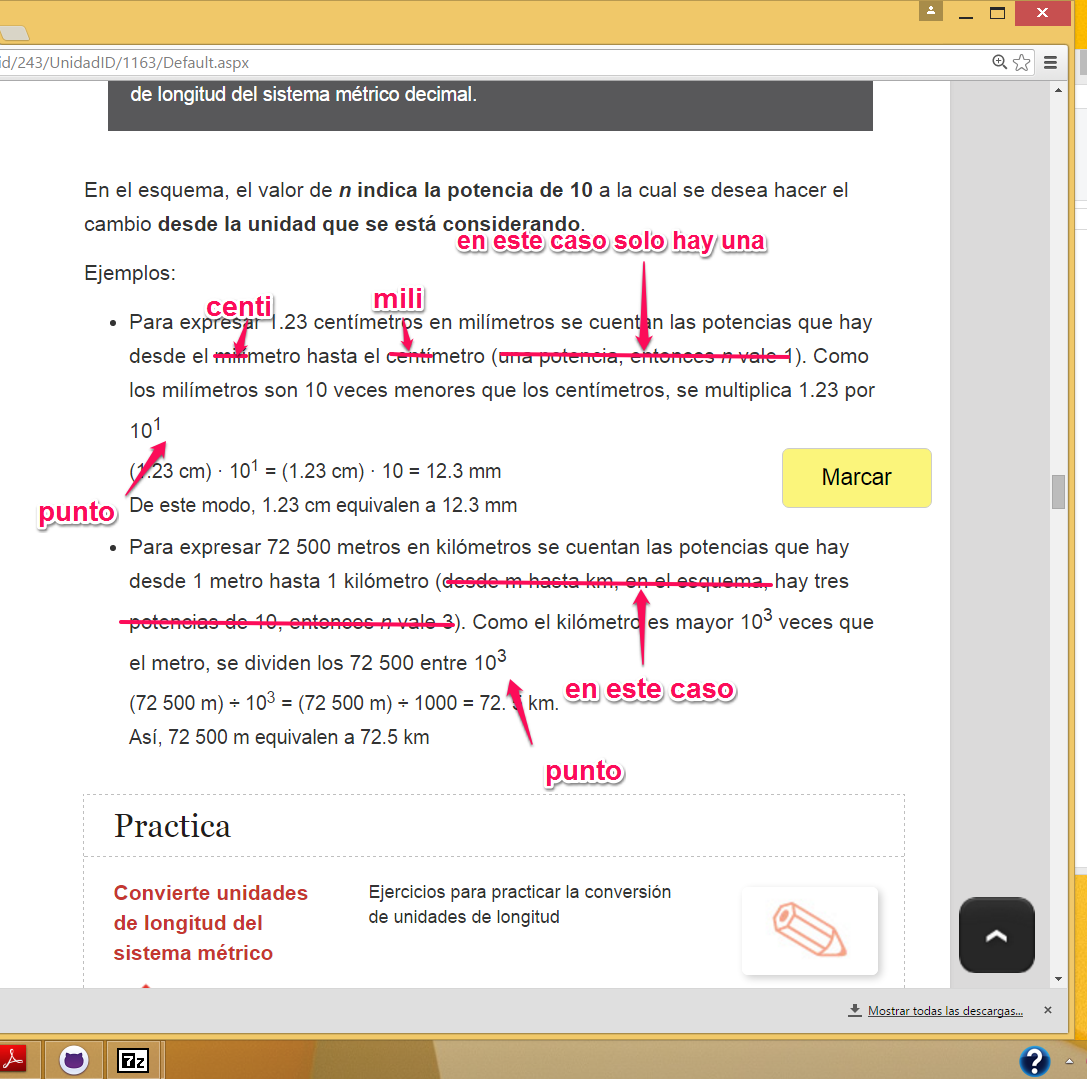 id/243/UnidadID/1163/Default.aspx
de longitud del sistema métrico decimal.
En el esquema, el valor de n indica la potencia de 10 a la cual se desea hacer el
cambio desde la unidad que se está considerando.
en este caso solo hay una
Ejemplos:
centi
mili
Para expresar 1.23 centímetros en milímetros se cuentan las potencias que hay
desde el milímetro hasta el centímetro (una potencia, entonces n vale 1). Como
los milímetros son 10 veces menores que los centímetros, se multiplica 1.23 por
10¹
(1.23 cm) · 10¹ = (1.23 cm) · 10 = 12.3 mm
Marcar
punto
De este modo, 1.23 cm equivalen a 12.3 mm
Para expresar 72 500 metros en kilómetros se cuentan las potencias que hay
desde 1 metro hasta 1 kilómetro (desde m hasta km, en el esquema, hay tres
potencias de 10, entonces n vale 3). Como el kilómetro es mayor 10³ veces que
el metro, se dividen los 72 500 entre 10³
en este caso
(72 500 m) ÷ 10³ = (72 500 m) ÷ 1000 = 72. 5 km.
Así, 72 500 m equivalen a 72.5 km
punto
Practica
Convierte unidades
de longitud del
sistema métrico
Ejercicios para practicar la conversión
de unidades de longitud
Mostrar todas las descargas...
7z
?